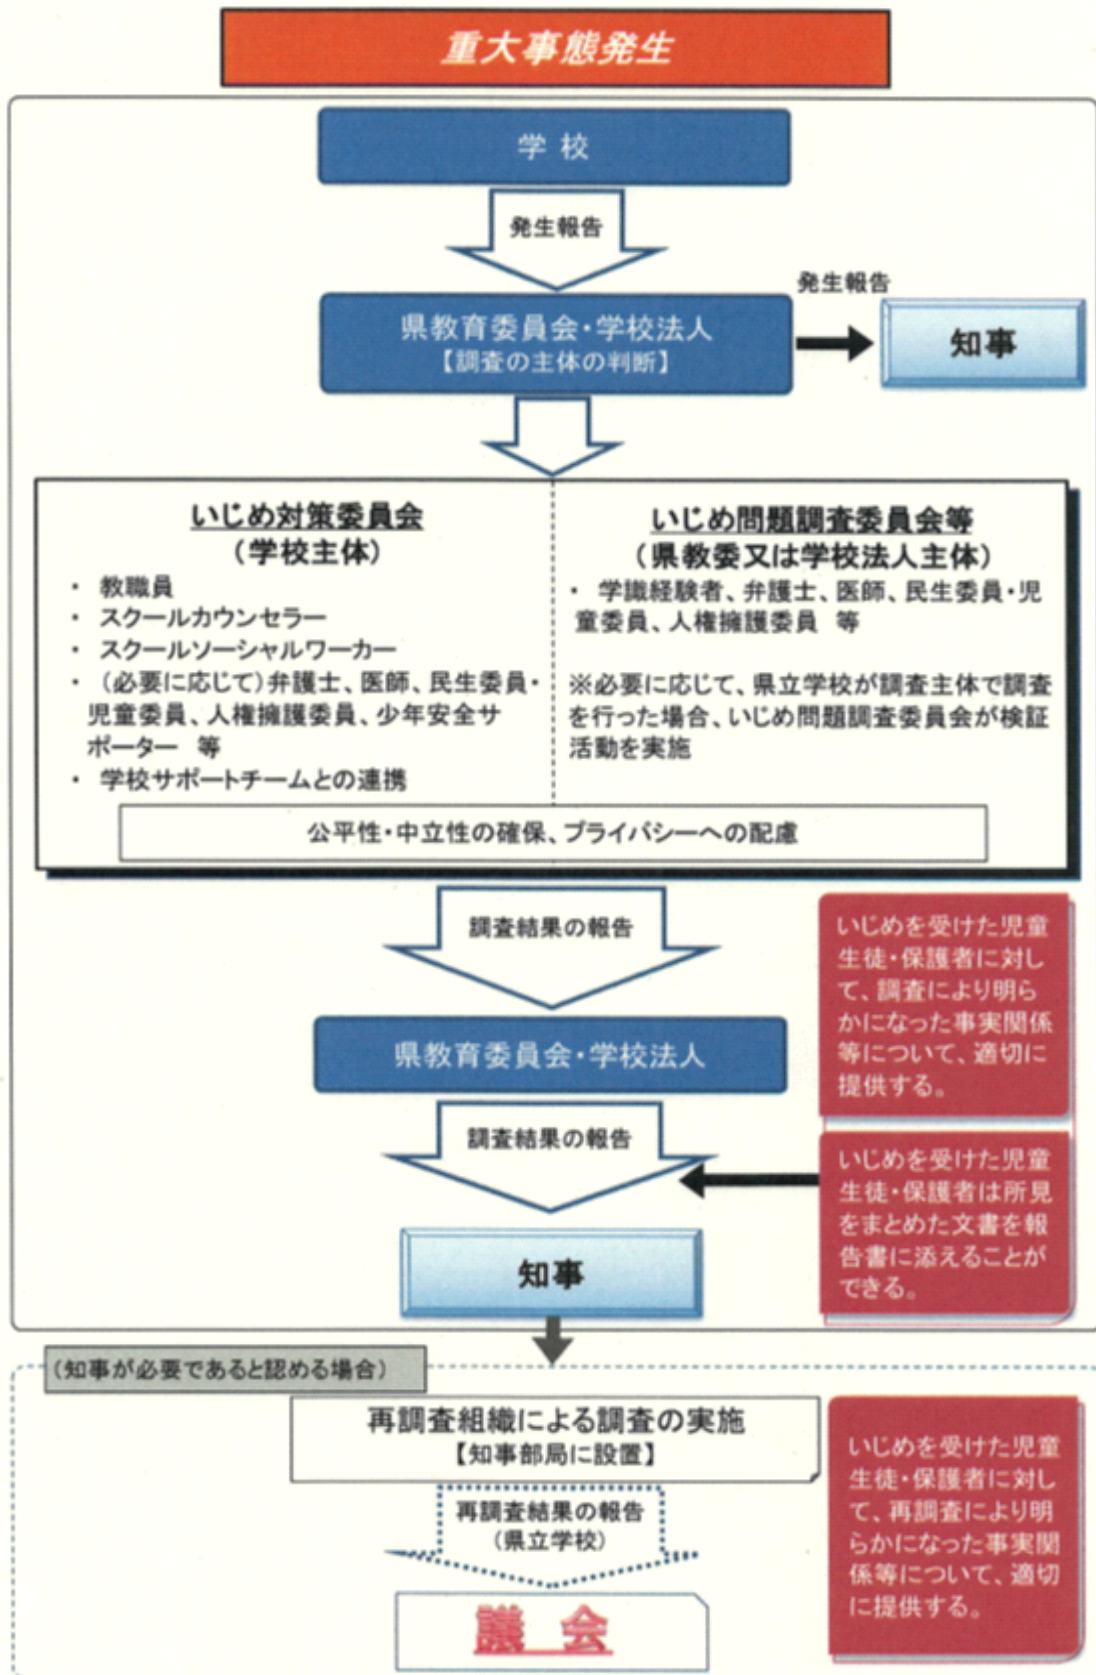 重大事態発生
学 校
発生報告
発生報告
県教育委員会・学校法人
【調査の主体の判断】
知事
いじめ対策委員会
(学校主体)
・ 教職員
・ スクールカウンセラー
・ スクールソーシャルワーカー
・ (必要に応じて)弁護士、医師、民生委員・
児童委員、人権擁護委員、少年安全サ
ポーター 等
・ 学校サポートチームとの連携
いじめ問題調査委員会等
(県教委又は学校法人主体)
・ 学識経験者、弁護士、医師、民生委員・児
童委員、人権擁護委員 等
※必要に応じて、県立学校が調査主体で調査
を行った場合、いじめ問題調査委員会が検証
活動を実施
公平性・中立性の確保、プライバシーへの配慮
調査結果の報告
いじめを受けた児童
生徒・保護者に対し
て、調査により明ら
かになった事実関係
等について、適切に
提供する。
県教育委員会・学校法人
調査結果の報告
いじめを受けた児童
生徒・保護者は所見
をまとめた文書を報
告書に添えることが
できる。
知事
(知事が必要であると認める場合)
再調査組織による調査の実施
【知事部局に設置】
再調査結果の報告
(県立学校)
議 会
いじめを受けた児童
生徒・保護者に対し
て、再調査により明
らかになった事実関
係等について、適切
に提供する。